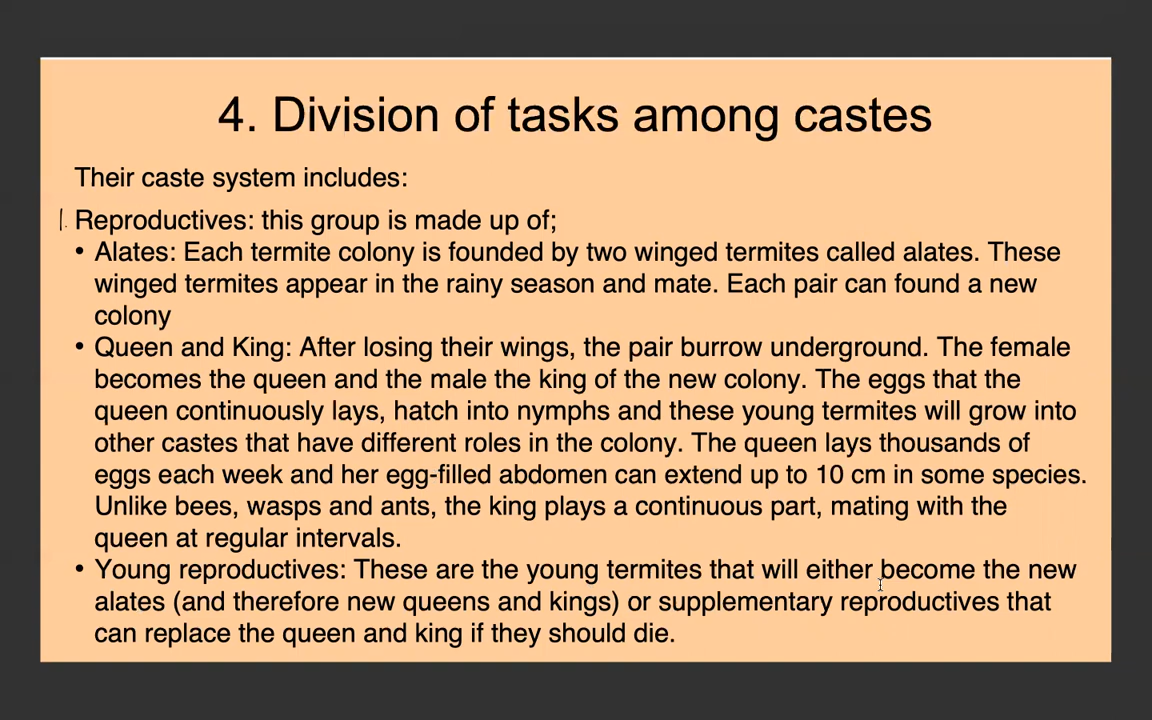 4. Division of tasks among castes
Their caste system includes:
1. Reproductives: this group is made up of;
• Alates: Each termite colony is founded by two winged termites called alates. These
winged termites appear in the rainy season and mate. Each pair can found a new
colony
• Queen and King: After losing their wings, the pair burrow underground. The female
becomes the queen and the male the king of the new colony. The eggs that the
queen continuously lays, hatch into nymphs and these young termites will grow into
other castes that have different roles in the colony. The queen lays thousands of
eggs each week and her egg-filled abdomen can extend up to 10 cm in some species.
Unlike bees, wasps and ants, the king plays a continuous part, mating with the
queen at regular intervals.
• Young reproductives: These are the young termites that will either become the new
alates (and therefore new queens and kings) or supplementary reproductives that
can replace the queen and king if they should die.